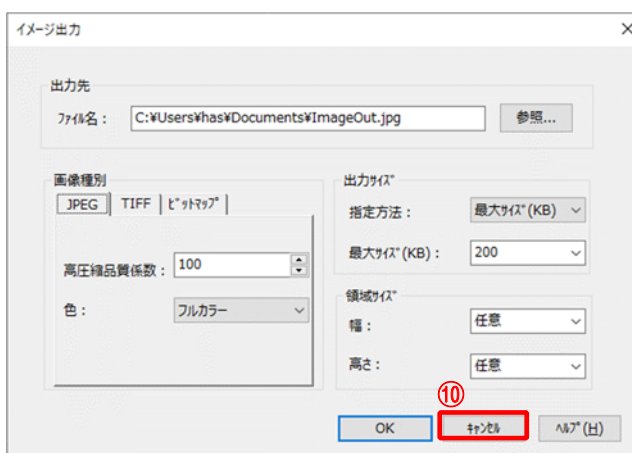 イメージ出力
出力先
ﾌｧｲﾙ名： C:¥Users¥has¥Documents¥ImageOut.jpg 参照...
画像種別
JPEG TIFF ﾋﾞｯﾄﾏｯﾌﾟ
高圧縮品質係数： 100
色： フルカラー
出力ｻｲｽﾞ
指定方法： 最大ｻｲｽﾞ(KB)
最大ｻｲｽﾞ(KB)： 200
領域ｻｲｽﾞ
幅： 任意
高さ： 任意
⑩
OK ｷｬﾝｾﾙ ﾍﾙﾌﾟ(H)